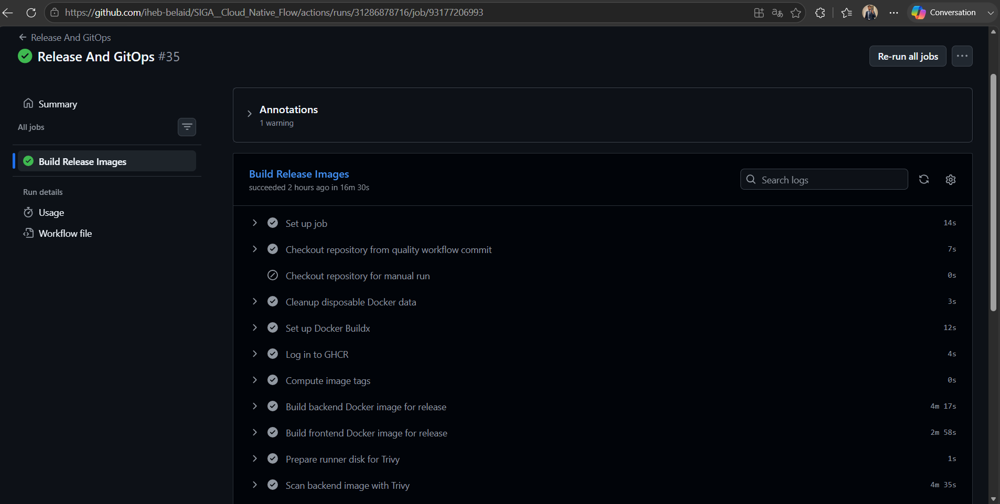 https://github.com/iheb-belaid/SIGA__Cloud_Native_Flow/actions/runs/31286878716/job/93177206993
Conversation
Release And GitOps
Release And GitOps #35
Re-run all jobs
Summary
All jobs
Build Release Images
Run details
Usage
Workflow file
Annotations
1 warning
Build Release Images
succeeded 2 hours ago in 16m 30s
Search logs
Set up job 14s
Checkout repository from quality workflow commit 7s
Checkout repository for manual run 0s
Cleanup disposable Docker data 3s
Set up Docker Buildx 12s
Log in to GHCR 4s
Compute image tags 0s
Build backend Docker image for release 4m 17s
Build frontend Docker image for release 2m 58s
Prepare runner disk for Trivy 1s
Scan backend image with Trivy 4m 35s